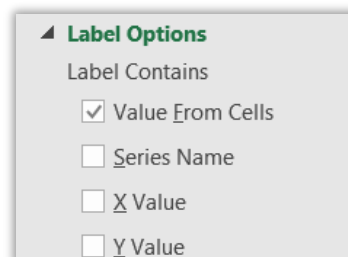 Label Options
Label Contains
Value From Cells
Series Name
X Value
Y Value